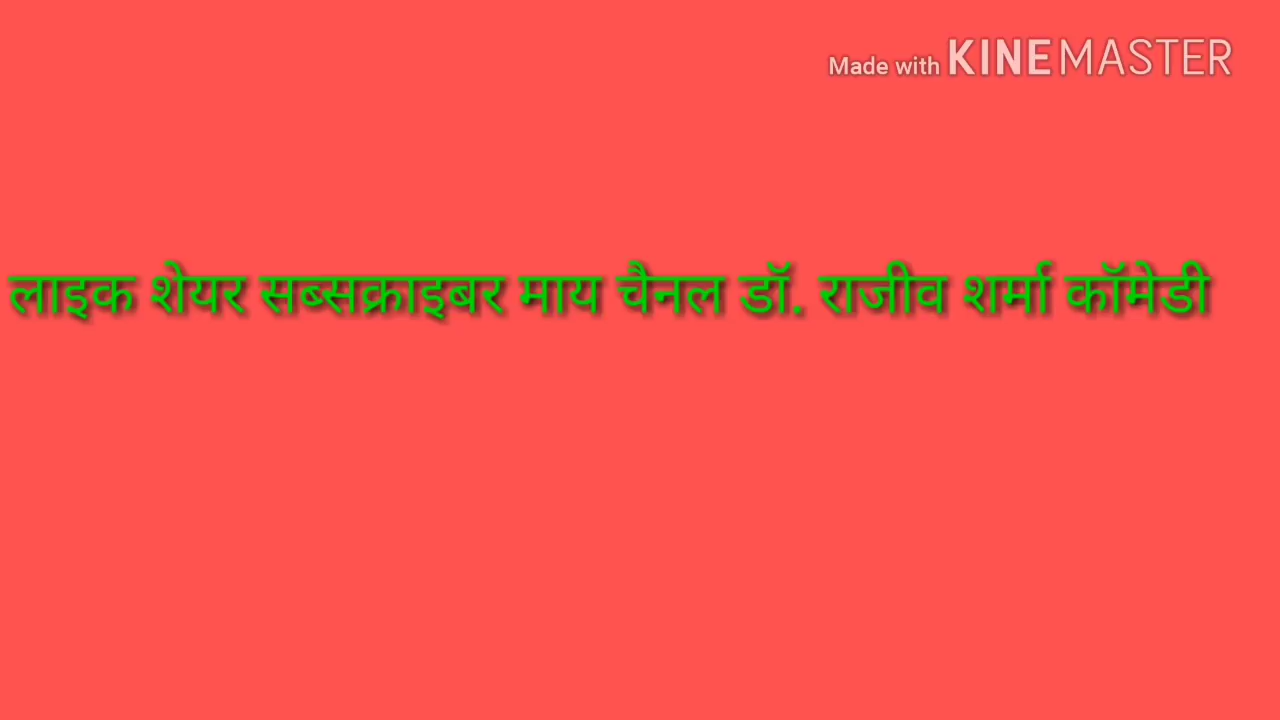 Made with KINEMASTER
लाइक शेयर सब्सक्राइबर माय चैनल डॉ. राजीव शर्मा कॉमेडी